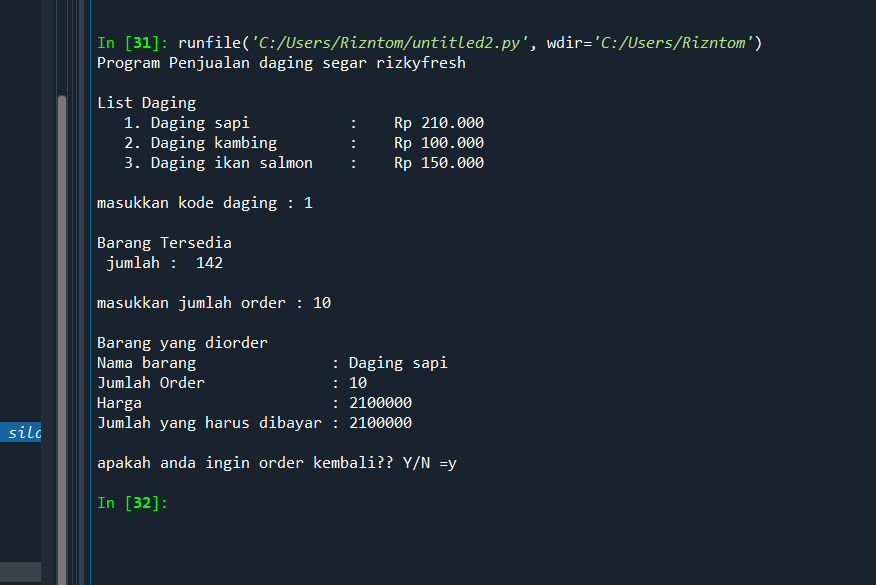 In [31]: runfile('C:/Users/Rizntom/untitled2.py', wdir='C:/Users/Rizntom')
Program Penjualan daging segar rizkyfresh
List Daging
1. Daging sapi : Rp 210.000
2. Daging kambing : Rp 100.000
3. Daging ikan salmon : Rp 150.000
masukkan kode daging : 1
Barang Tersedia
jumlah : 142
masukkan jumlah order : 10
Barang yang diorder
Nama barang : Daging sapi
Jumlah Order : 10
Harga : 2100000
Jumlah yang harus dibayar : 2100000
apakah anda ingin order kembali?? Y/N =y
In [32]: